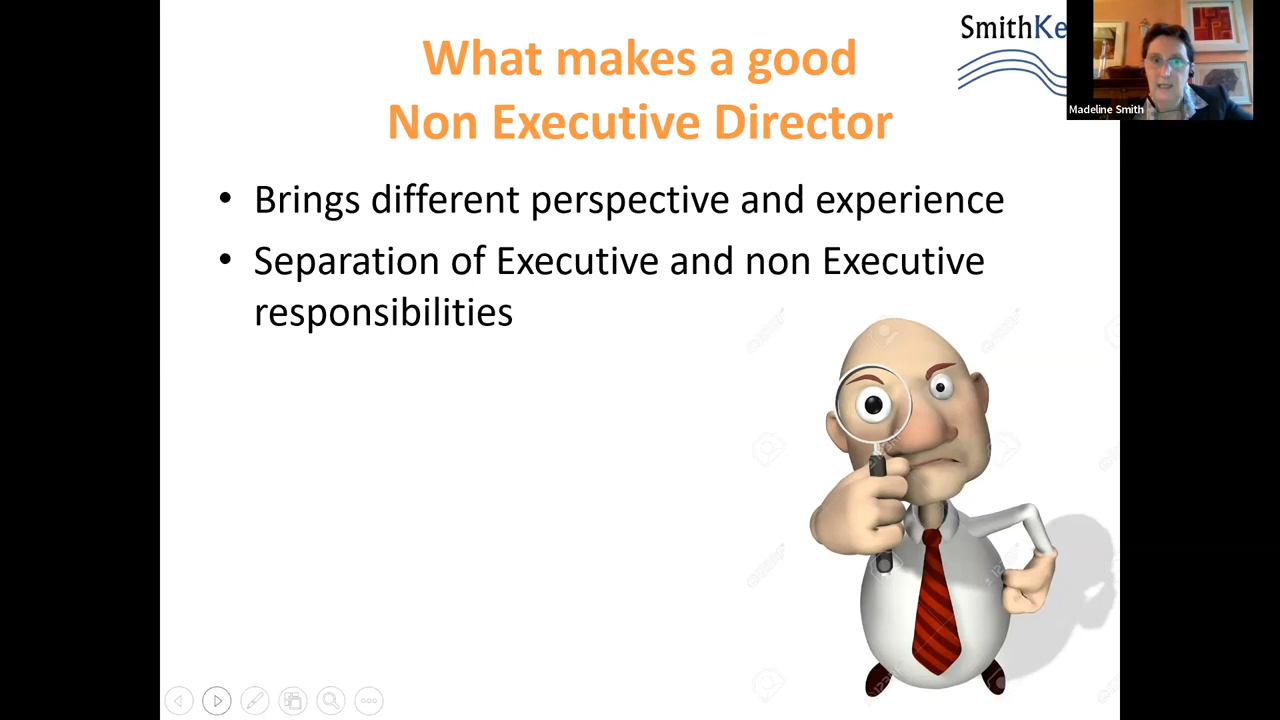 What makes a good
Non Executive Director
SmithKe
Madeline Smith
• Brings different perspective and experience
• Separation of Executive and non Executive
responsibilities